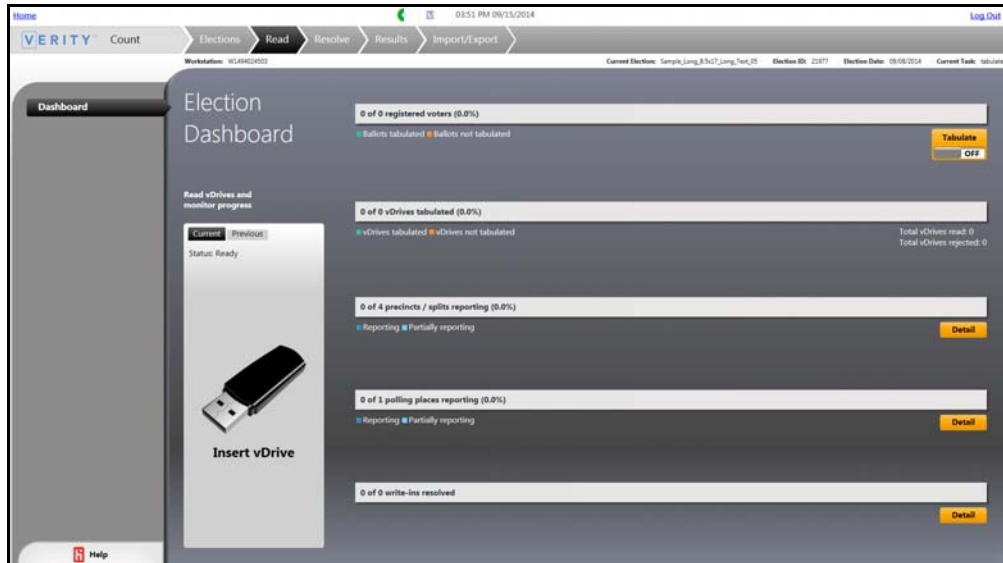 Home
03:51 PM 09/15/2014
Log Out
VERITY™ Count
Elections
Read
Resolve
Results
Import/Export
Workstation: W1494024503
Current Election: Sample_Long_8.5x17_Long_Text_05
Election ID: 21977
Election Date: 09/08/2014
Current Task: tabulate
Dashboard
Election
Dashboard
0 of 0 registered voters (0.0%)
Ballots tabulated Ballots not tabulated
Tabulate
OFF
Read vDrives and
monitor progress
0 of 0 vDrives tabulated (0.0%)
vDrives tabulated vDrives not tabulated
Total vDrives read: 0
Total vDrives rejected: 0
Current Previous
Status: Ready
0 of 4 precincts / splits reporting (0.0%)
Reporting Partially reporting
Detail
0 of 1 polling places reporting (0.0%)
Reporting Partially reporting
Detail
Insert vDrive
0 of 0 write-ins resolved
Detail
Help